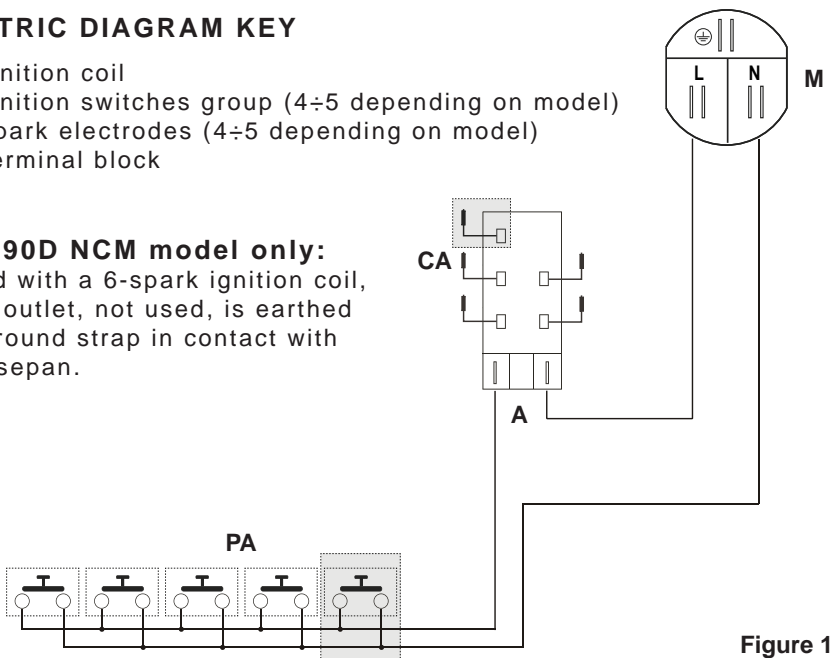 TRIC DIAGRAM KEY
nition coil
nition switches group (4÷5 depending on model)
park electrodes (4÷5 depending on model)
erminal block
90D NCM model only:
d with a 6-spark ignition coil,
outlet, not used, is earthed
round strap in contact with
sepan.
L N
M
CA
A
PA
Figure 1